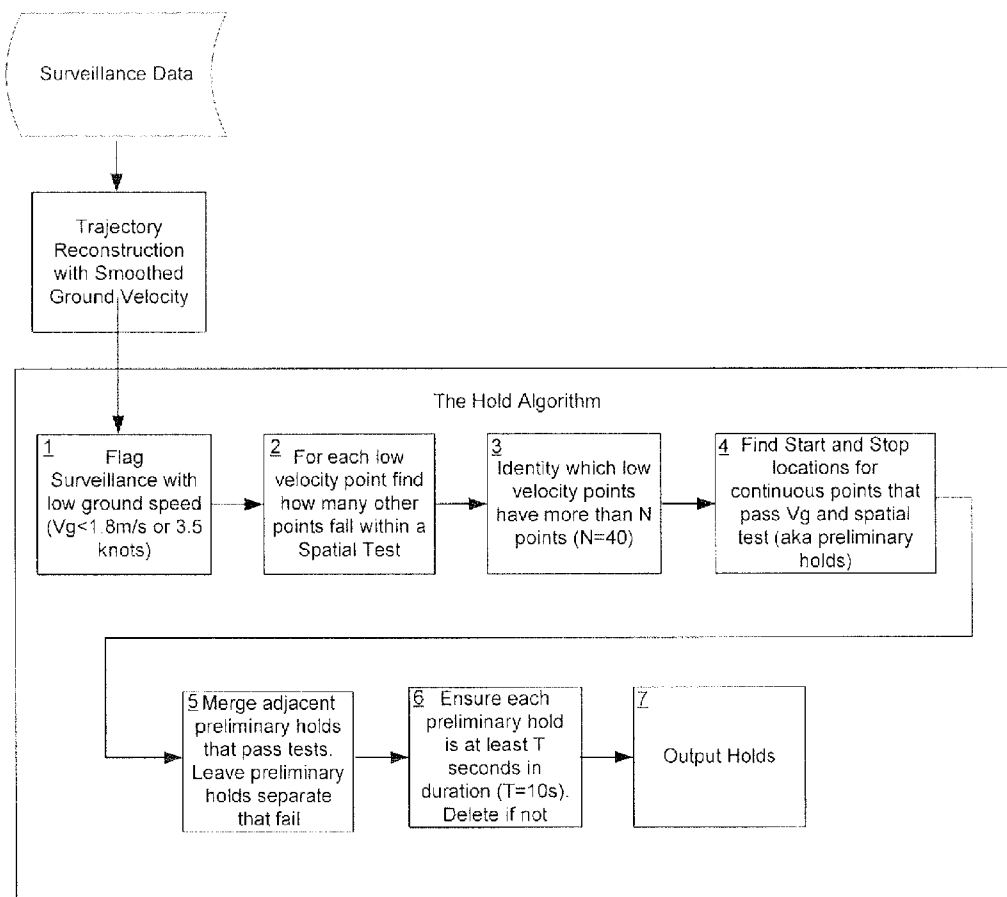 Surveillance Data
Trajectory
Reconstruction
with Smoothed
Ground Velocity
The Hold Algorithm
1
Flag
Surveillance with
low ground speed
(Vg<1.8m/s or 3.5
knots)
2
For each low
velocity point find
how many other
points fall within a
Spatial Test
3
Identity which low
velocity points
have more than N
points (N=40)
4
Find Start and Stop
locations for
continuous points that
pass Vg and spatial
test (aka preliminary
holds)
5 Merge adjacent
preliminary holds
that pass tests.
Leave preliminary
holds separate
that fail
6
Ensure each
preliminary hold
is at least T
seconds in
duration (T=10s).
Delete if not
7
Output Holds